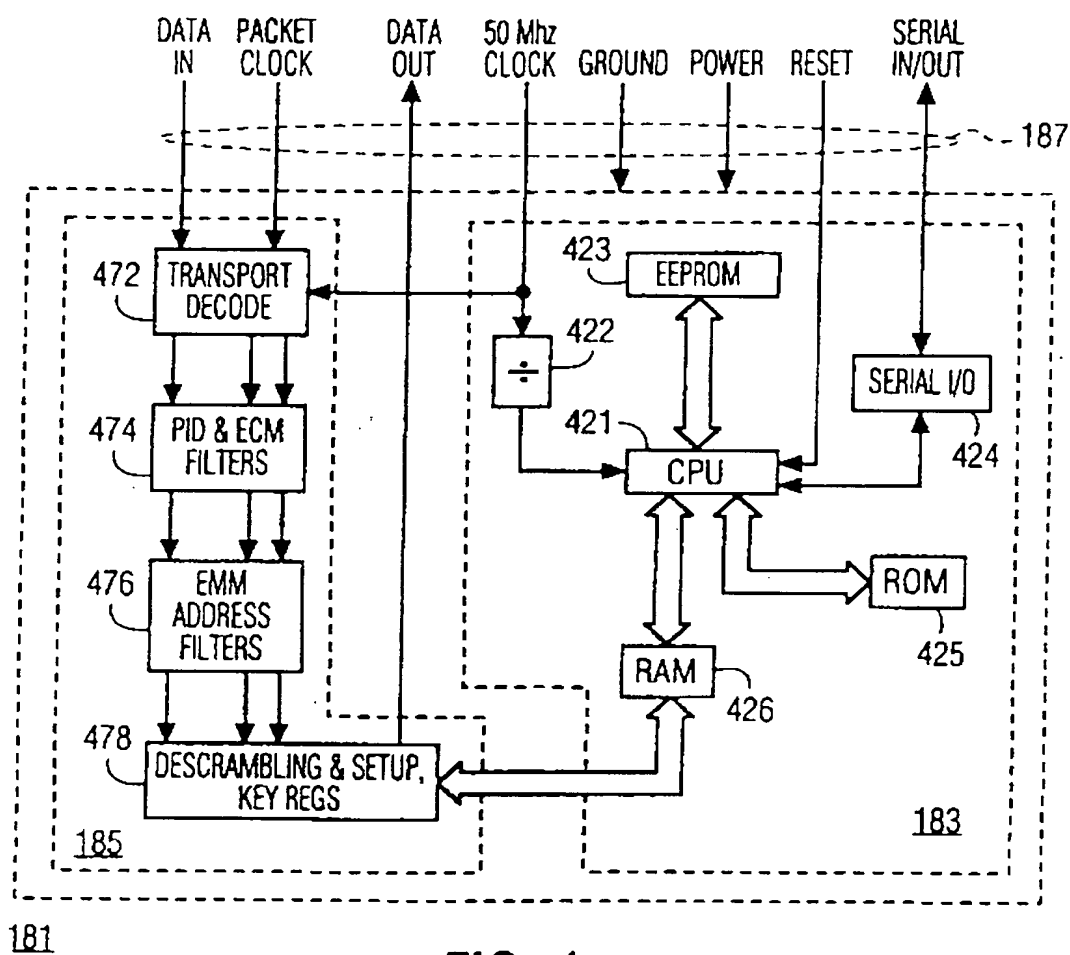 DATA IN
PACKET CLOCK
DATA OUT
50 Mhz CLOCK
GROUND
POWER
RESET
SERIAL IN/OUT
187
472
TRANSPORT DECODE
423
EEPROM
422
÷
SERIAL I/O
424
474
PID & ECM FILTERS
421
CPU
476
EMM ADDRESS FILTERS
ROM
425
RAM
426
478
DESCRAMBLING & SETUP, KEY REGS
185
183
181